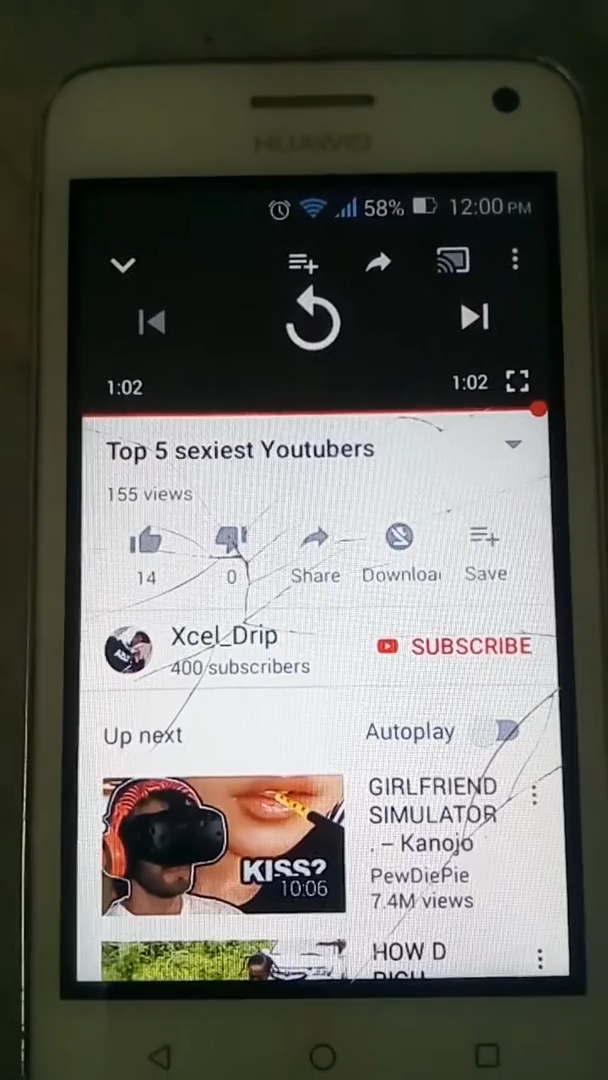 HUAWEI
58% 12:00 PM
1:02 1:02
Top 5 sexiest Youtubers
155 views
14 0 Share Downloa Save
Xcel_Drip
400 subscribers
SUBSCRIBE
Up next Autoplay
KISS?
10:06
GIRLFRIEND
SIMULATOR
. – Kanojo
PewDiePie
7.4M views
HOW D